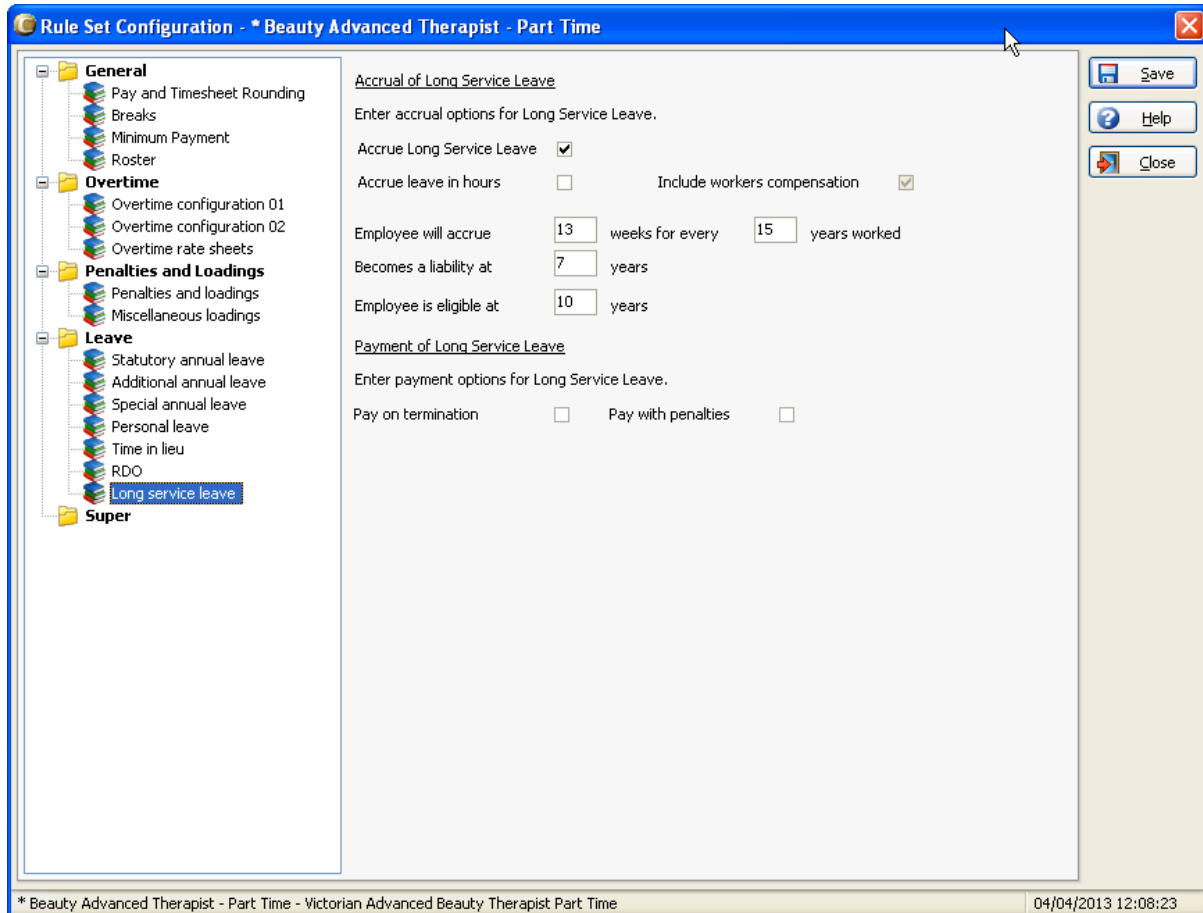 Rule Set Configuration - * Beauty Advanced Therapist - Part Time
General
Pay and Timesheet Rounding
Breaks
Minimum Payment
Roster
Overtime
Overtime configuration 01
Overtime configuration 02
Overtime rate sheets
Penalties and Loadings
Penalties and loadings
Miscellaneous loadings
Leave
Statutory annual leave
Additional annual leave
Special annual leave
Personal leave
Time in lieu
RDO
Long service leave
Super
Accrual of Long Service Leave
Enter accrual options for Long Service Leave.
Accrue Long Service Leave
Accrue leave in hours Include workers compensation
Employee will accrue 13 weeks for every 15 years worked
Becomes a liability at 7 years
Employee is eligible at 10 years
Payment of Long Service Leave
Enter payment options for Long Service Leave.
Pay on termination Pay with penalties
Save
Help
Close
* Beauty Advanced Therapist - Part Time - Victorian Advanced Beauty Therapist Part Time 04/04/2013 12:08:23